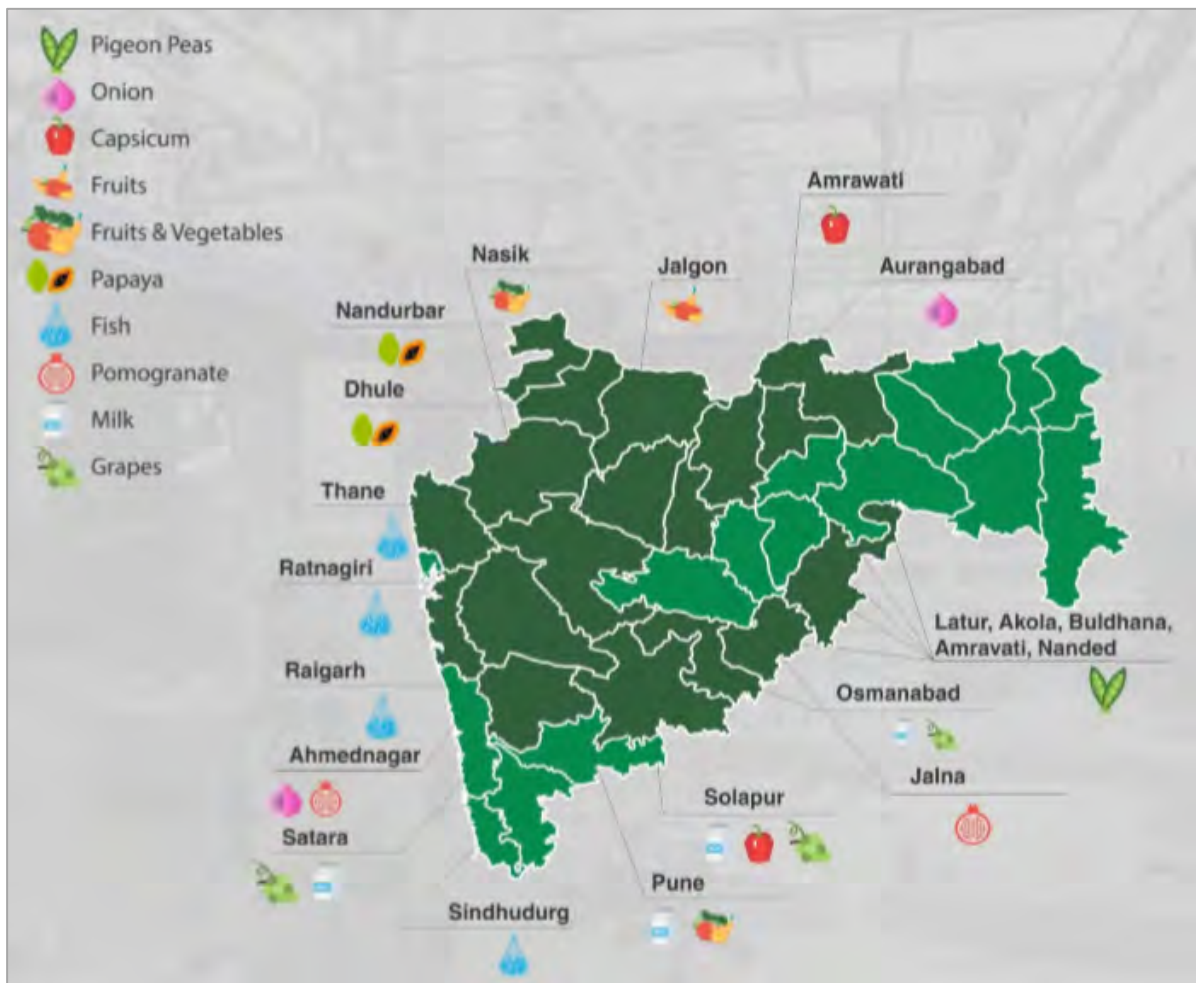 Pigeon Peas
Onion
Capsicum
Fruits
Fruits & Vegetables
Papaya
Fish
Pomogranate
Milk
Grapes
Amrawati
Nasik
Jalgon
Aurangabad
Nandurbar
Dhule
Thane
Ratnagiri
Raigarh
Ahmednagar
Satara
Sindhudurg
Pune
Solapur
Latur, Akola, Buldhana,
Amravati, Nanded
Osmanabad
Jalna